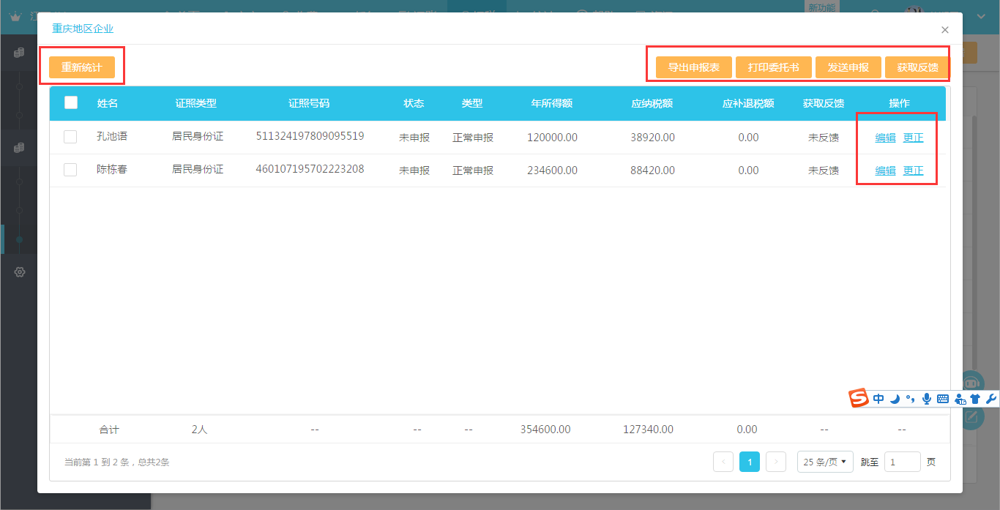 新功能
重庆地区企业
×
重新统计 导出申报表 打印委托书 发送申报 获取反馈
姓名 证照类型 证照号码 状态 类型 年所得额 应纳税额 应补退税额 获取反馈 操作
孔池语 居民身份证 511324197809095519 未申报 正常申报 120000.00 38920.00 0.00 未反馈 编辑 更正
陈栋春 居民身份证 460107195702223208 未申报 正常申报 234600.00 88420.00 0.00 未反馈 编辑 更正
中
合计 2人 -- -- -- 354600.00 127340.00 0.00 -- --
当前第 1 到 2 条，总共2条 < 1 > 25 条/页 跳至 1 页